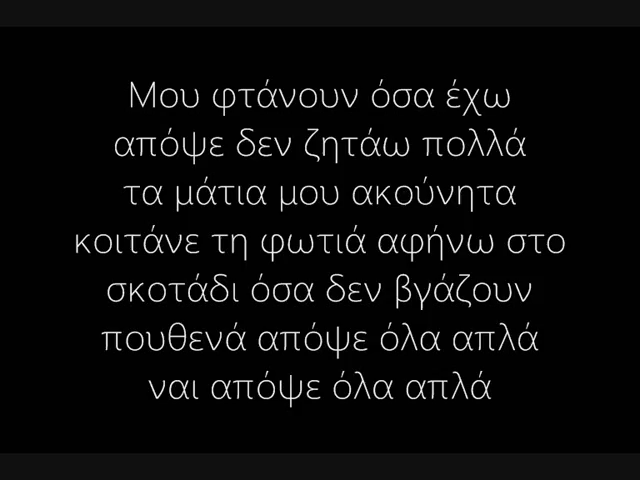 Μου φτάνουν όσα έχω
απόψε δεν ζητάω πολλά
τα μάτια μου ακούνητα
κοιτάνε τη φωτιά αφήνω στο
σκοτάδι όσα δεν βγάζουν
πουθενά απόψε όλα απλά
ναι απόψε όλα απλά